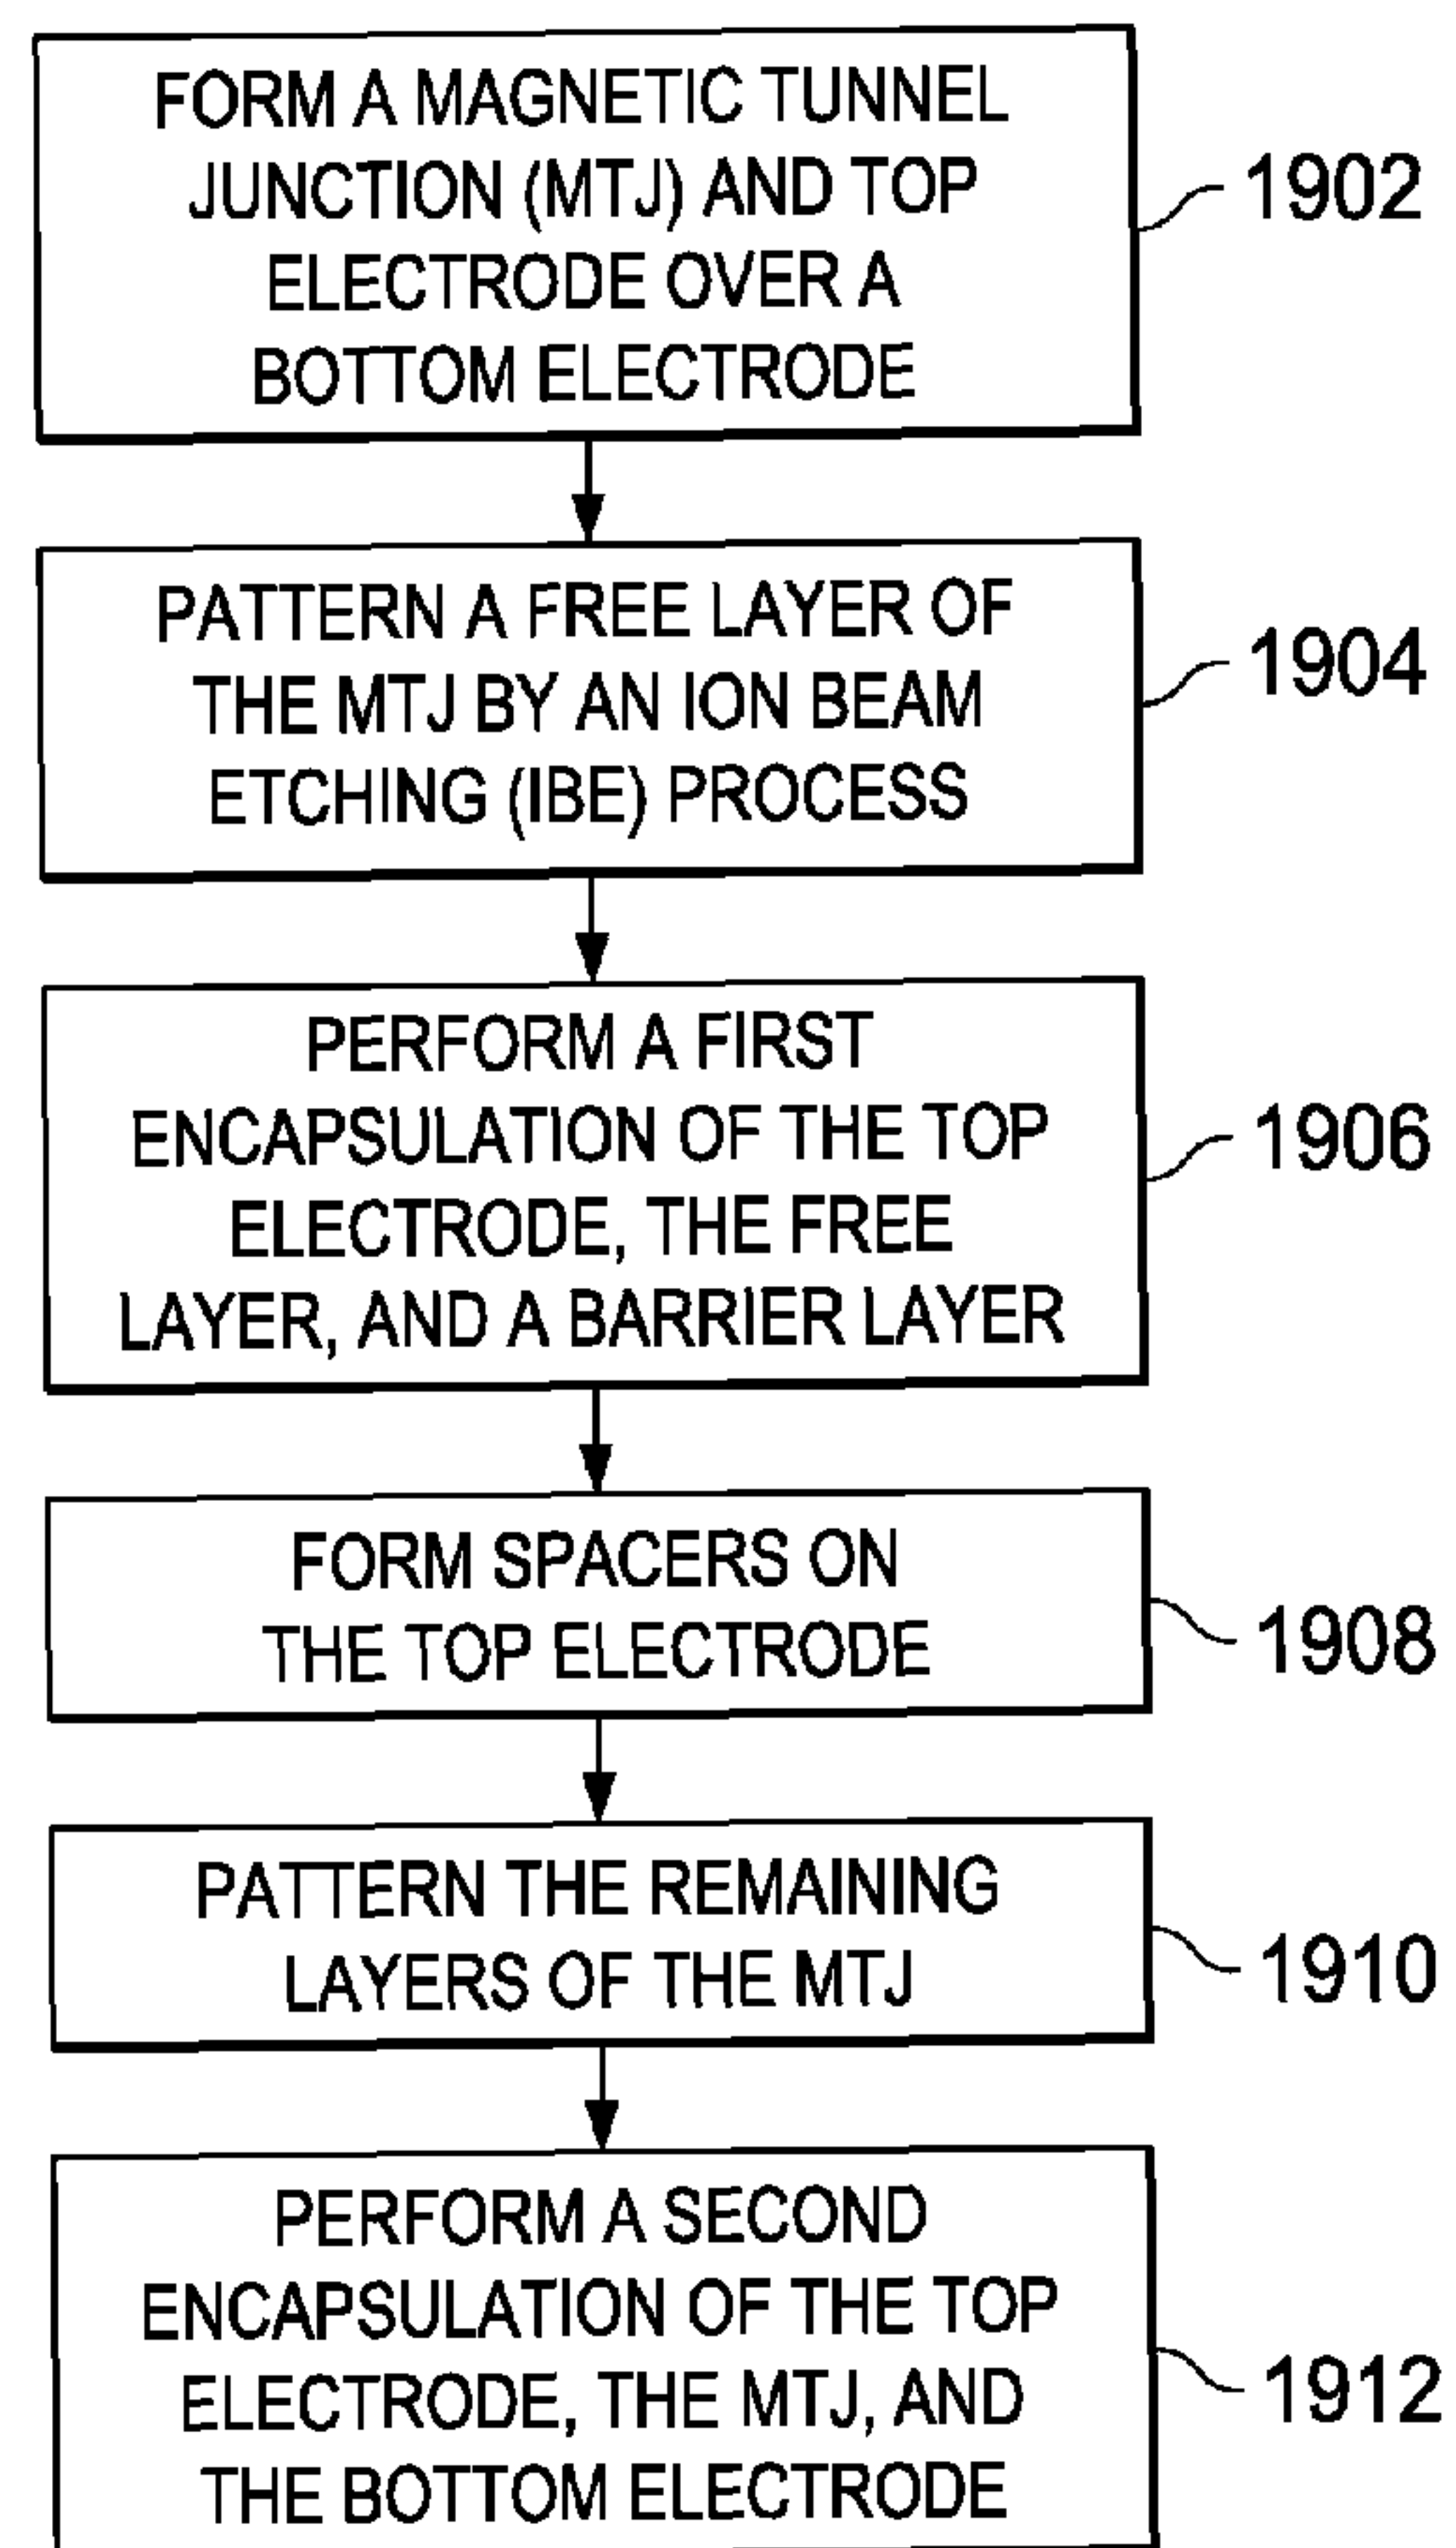 FORM A MAGNETIC TUNNEL
JUNCTION (MTJ) AND TOP
ELECTRODE OVER A
BOTTOM ELECTRODE
1902
PATTERN A FREE LAYER OF
THE MTJ BY AN ION BEAM
ETCHING (IBE) PROCESS
1904
PERFORM A FIRST
ENCAPSULATION OF THE TOP
ELECTRODE, THE FREE
LAYER, AND A BARRIER LAYER
1906
FORM SPACERS ON
THE TOP ELECTRODE
1908
PATTERN THE REMAINING
LAYERS OF THE MTJ
1910
PERFORM A SECOND
ENCAPSULATION OF THE TOP
ELECTRODE, THE MTJ, AND
THE BOTTOM ELECTRODE
1912